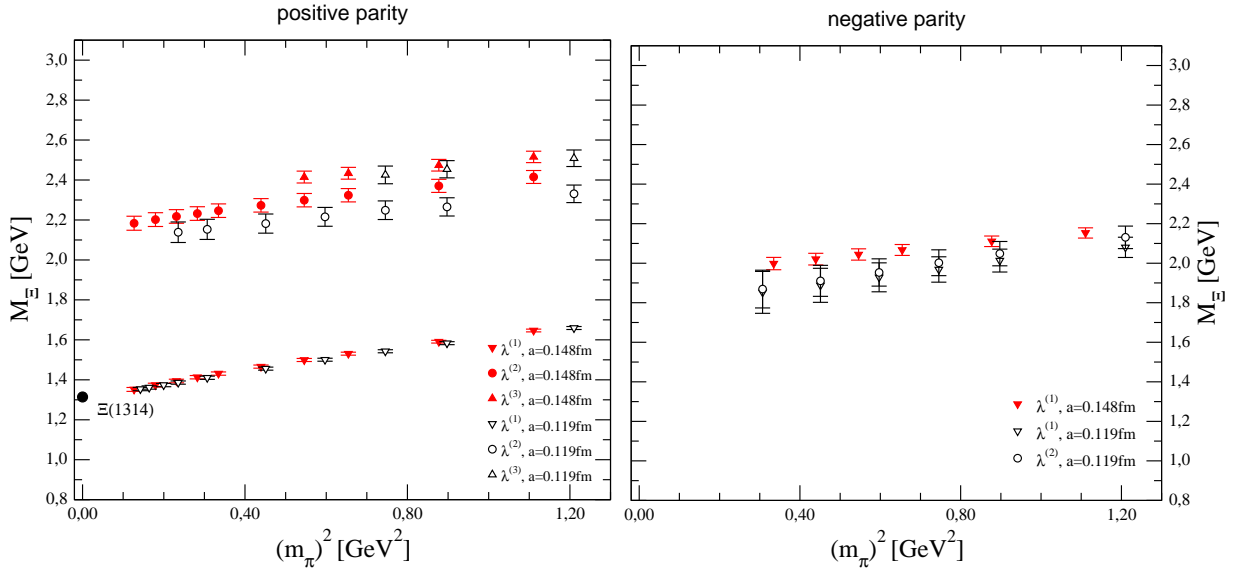 positive parity
negative parity
3,0
2,8
2,6
2,4
2,2
2,0
1,8
1,6
1,4
1,2
1,0
0,8
M_Ξ [GeV]
Ξ(1314)
λ^(1), a=0.148fm
λ^(2), a=0.148fm
λ^(3), a=0.148fm
λ^(1), a=0.119fm
λ^(2), a=0.119fm
λ^(3), a=0.119fm
0,00 0,40 0,80 1,20
(m_π)^2 [GeV^2]
λ^(1), a=0.148fm
λ^(1), a=0.119fm
λ^(2), a=0.119fm
0,00 0,40 0,80 1,20
(m_π)^2 [GeV^2]
3,0
2,8
2,6
2,4
2,2
2,0
1,8
1,6
1,4
1,2
1,0
0,8
M_Ξ [GeV]